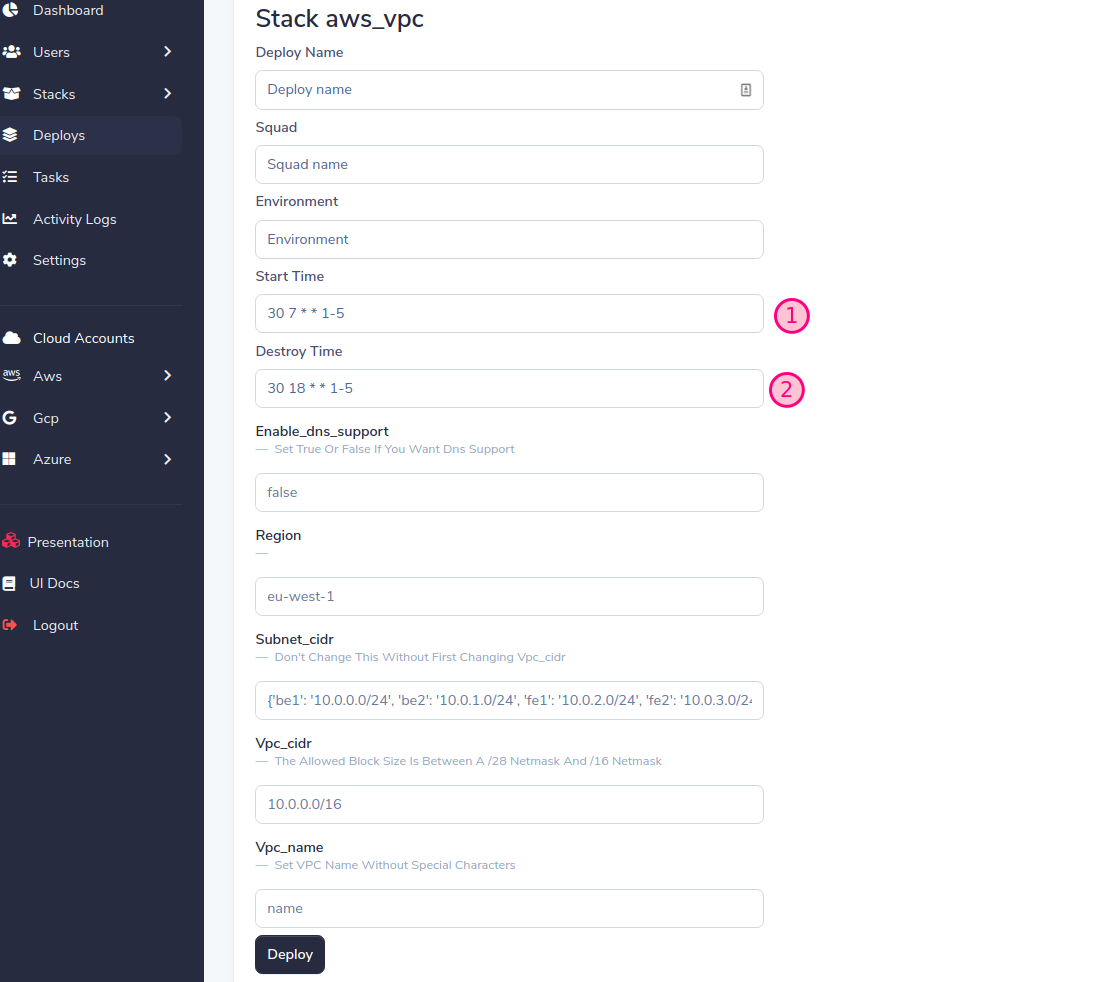 Dashboard
Users
Stacks
Deploys
Tasks
Activity Logs
Settings
Cloud Accounts
aws
Aws
Gcp
Azure
Presentation
UI Docs
Logout
Stack aws_vpc
Deploy Name
Deploy name
Squad
Squad name
Environment
Environment
Start Time
30 7 * * 1-5
1
Destroy Time
30 18 * * 1-5
2
Enable_dns_support
— Set True Or False If You Want Dns Support
false
Region
—
eu-west-1
Subnet_cidr
— Don't Change This Without First Changing Vpc_cidr
{'be1': '10.0.0.0/24', 'be2': '10.0.1.0/24', 'fe1': '10.0.2.0/24', 'fe2': '10.0.3.0/24
Vpc_cidr
— The Allowed Block Size Is Between A /28 Netmask And /16 Netmask
10.0.0.0/16
Vpc_name
— Set VPC Name Without Special Characters
name
Deploy